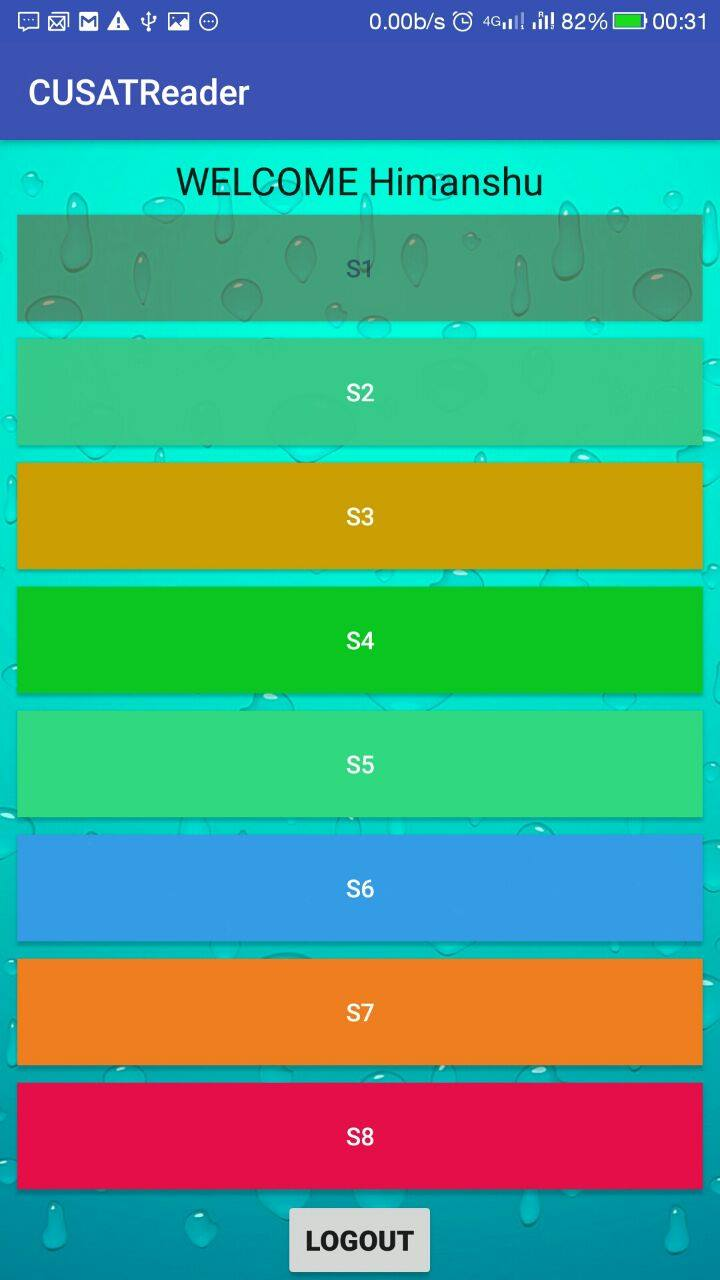 0.00b/s 4G R 82% 00:31
CUSATReader
WELCOME Himanshu
S1
S2
S3
S4
S5
S6
S7
S8
LOGOUT